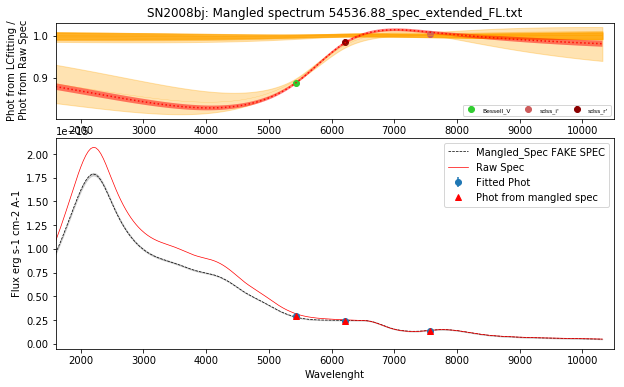 SN2008bj: Mangled spectrum 54536.88_spec_extended_FL.txt
Phot from LCfitting /
Phot from Raw Spec
1.0
0.9
Bessell_V
sdss_i'
sdss_r'
2000 3000 4000 5000 6000 7000 8000 9000 10000
Mangled_Spec FAKE SPEC
Raw Spec
Fitted Phot
Phot from mangled spec
Flux erg s-1 cm-2 A-1
2.00
1.75
1.50
1.25
1.00
0.75
0.50
0.25
0.00
2000 3000 4000 5000 6000 7000 8000 9000 10000
Wavelenght